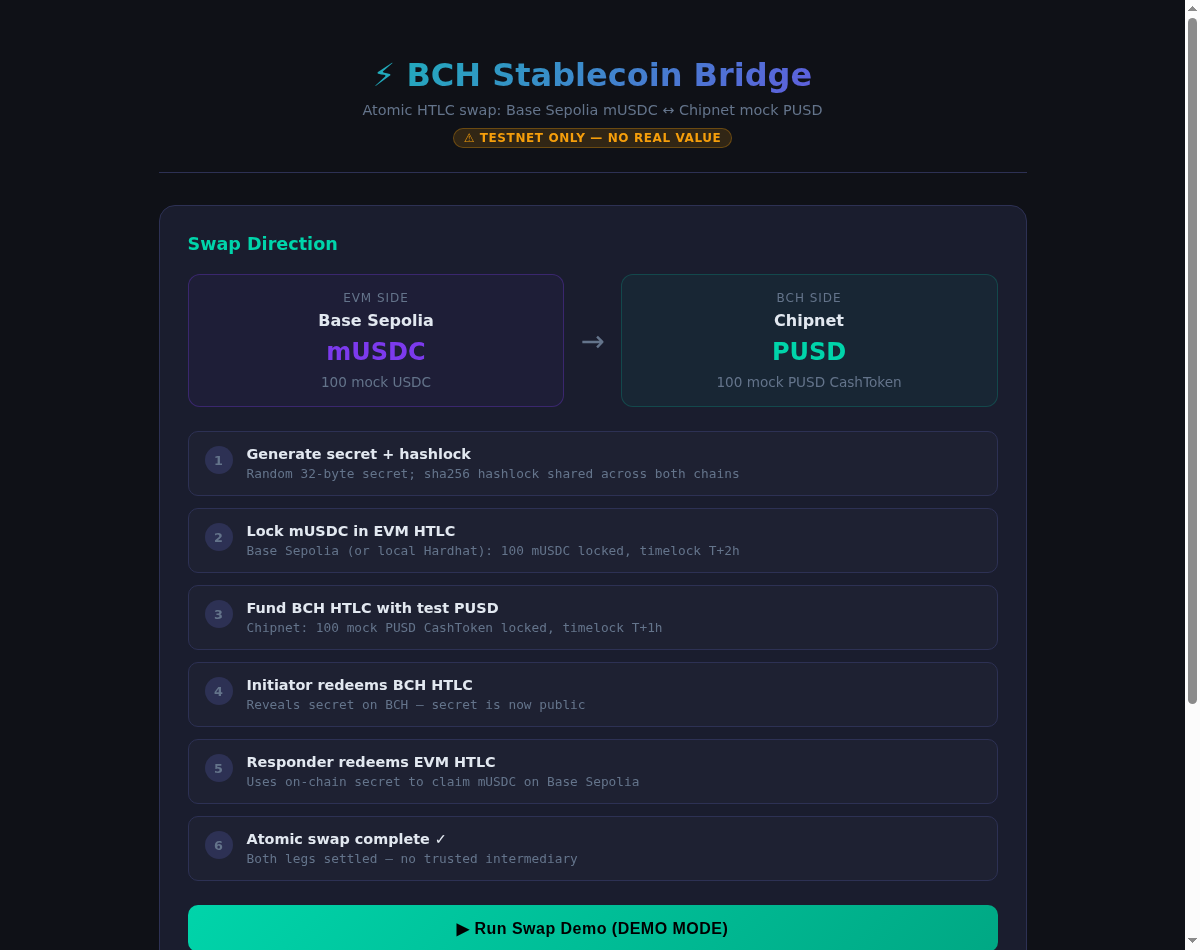 ⚡ BCH Stablecoin Bridge
Atomic HTLC swap: Base Sepolia mUSDC ↔ Chipnet mock PUSD
⚠ TESTNET ONLY — NO REAL VALUE
Swap Direction
EVM SIDE
Base Sepolia
mUSDC
100 mock USDC
→
BCH SIDE
Chipnet
PUSD
100 mock PUSD CashToken
1
Generate secret + hashlock
Random 32-byte secret; sha256 hashlock shared across both chains
2
Lock mUSDC in EVM HTLC
Base Sepolia (or local Hardhat): 100 mUSDC locked, timelock T+2h
3
Fund BCH HTLC with test PUSD
Chipnet: 100 mock PUSD CashToken locked, timelock T+1h
4
Initiator redeems BCH HTLC
Reveals secret on BCH — secret is now public
5
Responder redeems EVM HTLC
Uses on-chain secret to claim mUSDC on Base Sepolia
6
Atomic swap complete ✓
Both legs settled — no trusted intermediary
▶ Run Swap Demo (DEMO MODE)